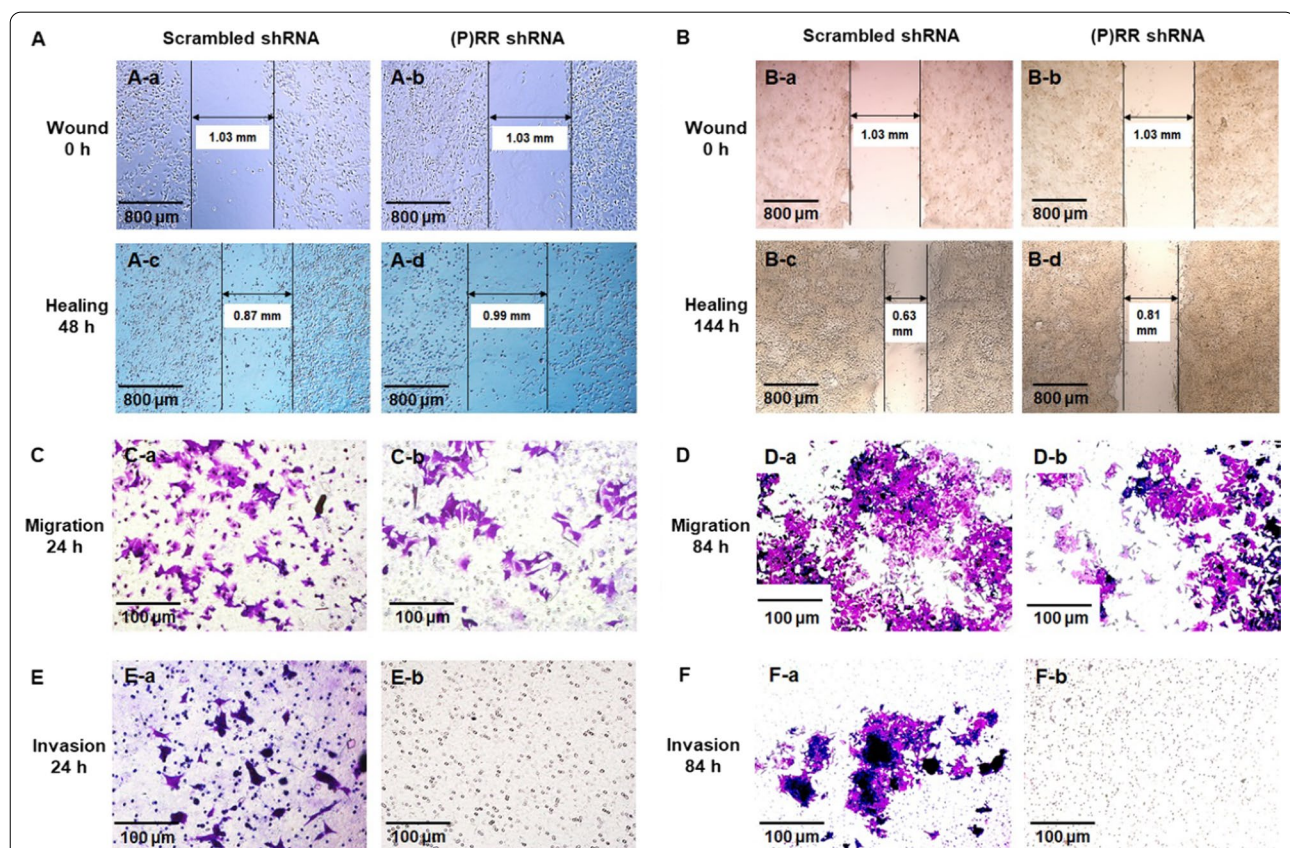 A Scrambled shRNA (P)RR shRNA B Scrambled shRNA (P)RR shRNA
A-a A-b B-a B-b
Wound
0 h
1.03 mm 1.03 mm 1.03 mm 1.03 mm
800 µm 800 µm 800 µm 800 µm
A-c A-d B-c B-d
Healing
48 h
0.87 mm 0.99 mm
Healing
144 h
0.63
mm
0.81
mm
800 µm 800 µm 800 µm 800 µm
C C-a C-b D D-a D-b
Migration
24 h
Migration
84 h
100 µm 100 µm 100 µm 100 µm
E E-a E-b F F-a F-b
Invasion
24 h
Invasion
84 h
100 µm 100 µm 100 µm 100 µm